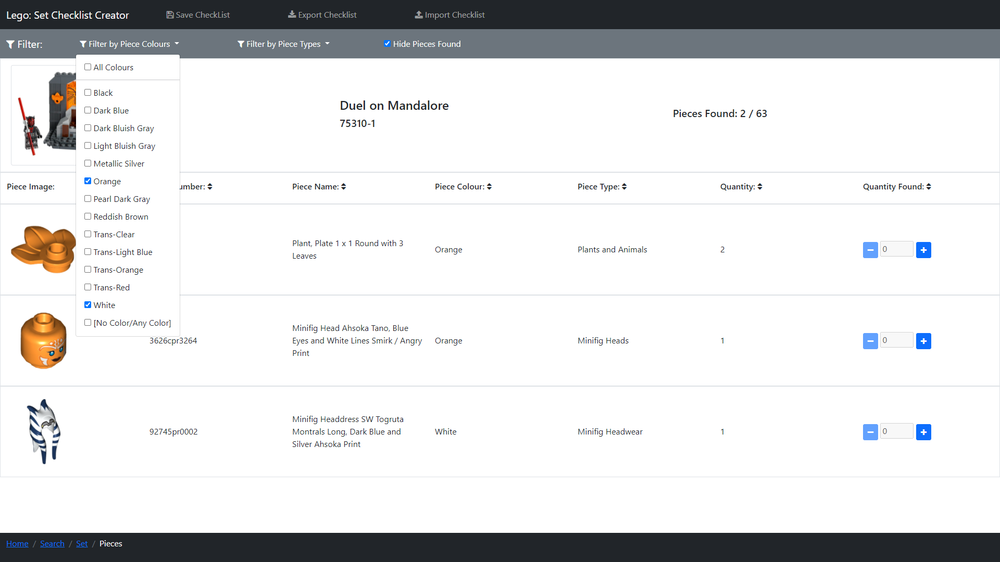 Lego: Set Checklist Creator
Save CheckList
Export Checklist
Import Checklist
Filter:
Filter by Piece Colours
Filter by Piece Types
Hide Pieces Found
All Colours
Black
Dark Blue
Dark Bluish Gray
Light Bluish Gray
Metallic Silver
Orange
Pearl Dark Gray
Reddish Brown
Trans-Clear
Trans-Light Blue
Trans-Orange
Trans-Red
White
[No Color/Any Color]
Duel on Mandalore
75310-1
Pieces Found: 2 / 63
Piece Image:
umber:
Piece Name:
Piece Colour:
Piece Type:
Quantity:
Quantity Found:
Plant, Plate 1 x 1 Round with 3
Leaves
Orange
Plants and Animals
2
0
3626cpr3264
Minifig Head Ahsoka Tano, Blue
Eyes and White Lines Smirk / Angry
Print
Orange
Minifig Heads
1
0
92745pr0002
Minifig Headdress SW Togruta
Montrals Long, Dark Blue and
Silver Ahsoka Print
White
Minifig Headwear
1
0
Home / Search / Set / Pieces